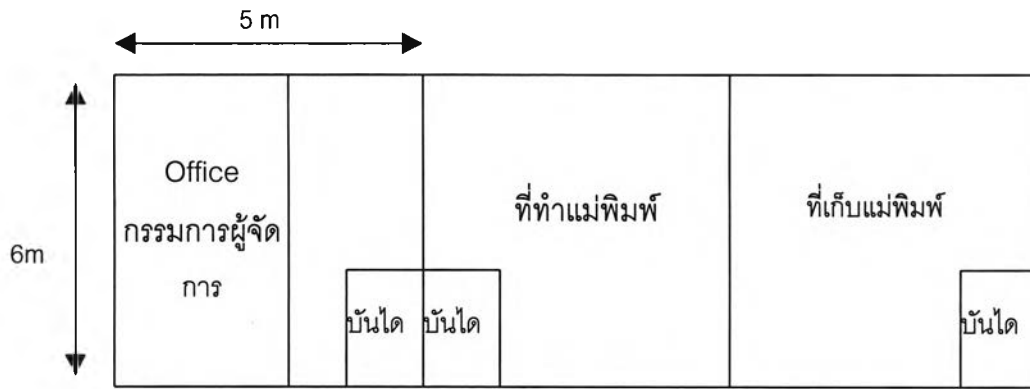 5 m
6m
Office
กรรมการผู้จัด
การ
ที่ทำแม่พิมพ์
ที่เก็บแม่พิมพ์
บันได
บันได
บันได